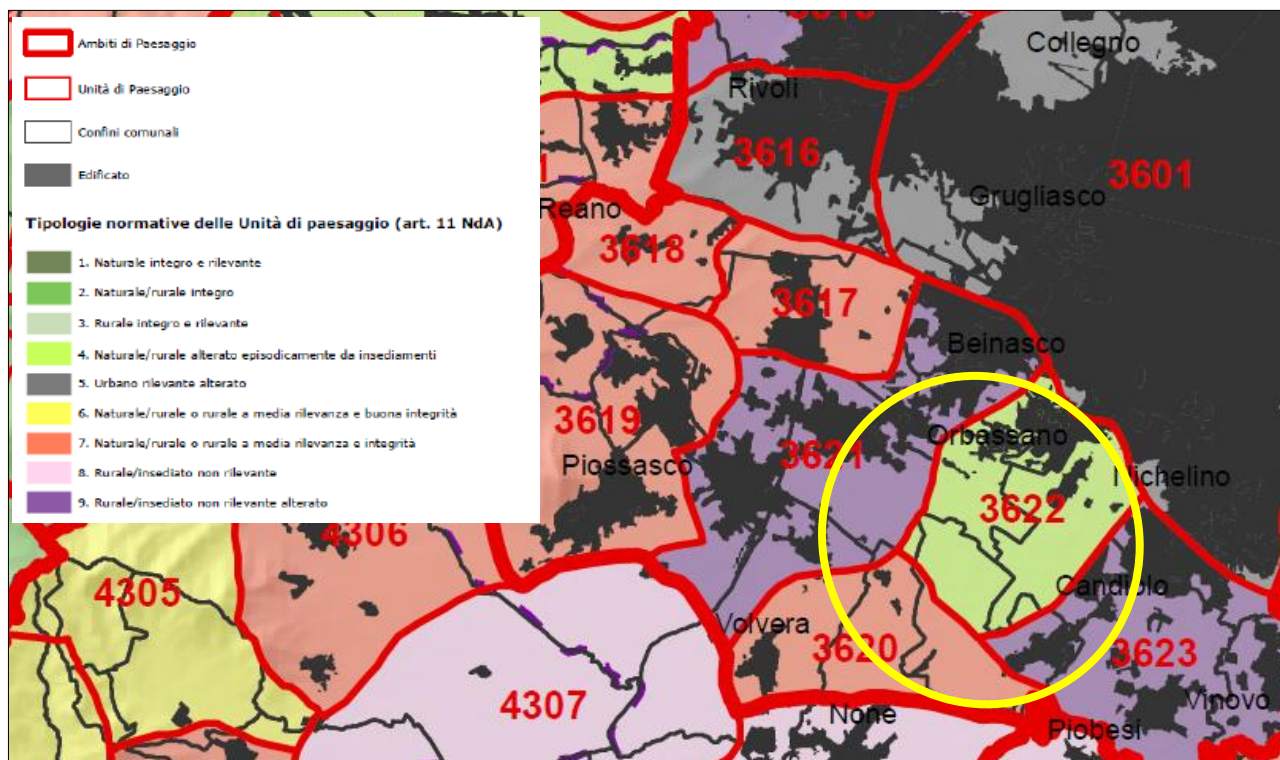 Ambiti di Paesaggio
Unità di Paesaggio
Confini comunali
Edificato
Tipologie normative delle Unità di paesaggio (art. 11 NdA)
1. Naturale integro e rilevante
2. Naturale/rurale integro
3. Rurale integro e rilevante
4. Naturale/rurale alterato episodicamente da insediamenti
5. Urbano rilevante alterato
6. Naturale/rurale o rurale a media rilevanza e buona integrità
7. Naturale/rurale o rurale a media rilevanza e integrità
8. Rurale/insediato non rilevante
9. Rurale/insediato non rilevante alterato
Collegno
Rivoli
3616
3601
Grugliasco
Reano
3618
3617
Beinasco
3619
Orbassano
Piossasco
3621
Nichelino
3622
4306
4305
Candiolo
Volvera
3620
3623
4307
Vinovo
None
Piobesi